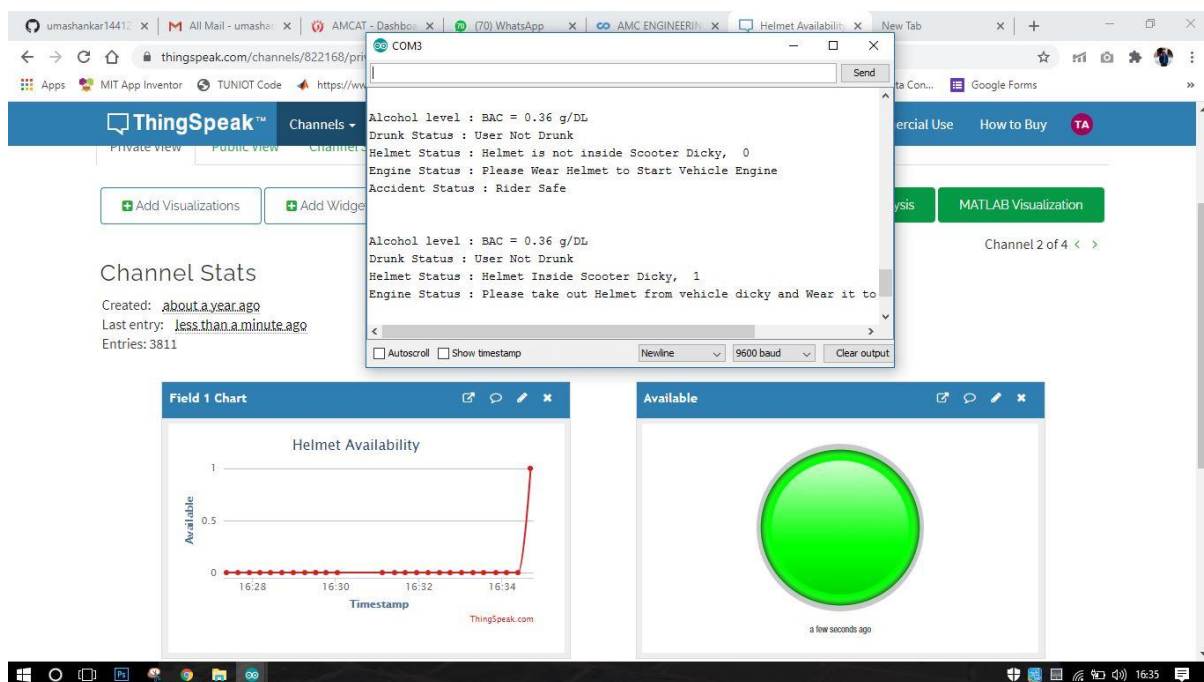 umashankar14412
All Mail - umashan
AMCAT - Dashboa
(70) WhatsApp
AMC ENGINEERIN
Helmet Availability
New Tab
COM3
thingspeak.com/channels/822168/pri
Send
Apps
MIT App Inventor
TUNIOT Code
https://ww
ta Con...
Google Forms
ThingSpeak™
Channels
ercial Use
How to Buy
TA
Private View
Public View
Channel S
Alcohol level : BAC = 0.36 g/DL
Drunk Status : User Not Drunk
Helmet Status : Helmet is not inside Scooter Dicky, 0
Engine Status : Please Wear Helmet to Start Vehicle Engine
Accident Status : Rider Safe
Alcohol level : BAC = 0.36 g/DL
Drunk Status : User Not Drunk
Helmet Status : Helmet Inside Scooter Dicky, 1
Engine Status : Please take out Helmet from vehicle dicky and Wear it to
Autoscroll
Show timestamp
Newline
9600 baud
Clear output
Add Visualizations
Add Widge
ysis
MATLAB Visualization
Channel 2 of 4 < >
Channel Stats
Created: about a year ago
Last entry: less than a minute ago
Entries: 3811
Field 1 Chart
Helmet Availability
Available
1
0.5
0
16:28
16:30
16:32
16:34
Timestamp
ThingSpeak.com
Available
a few seconds ago
Ps
16:35